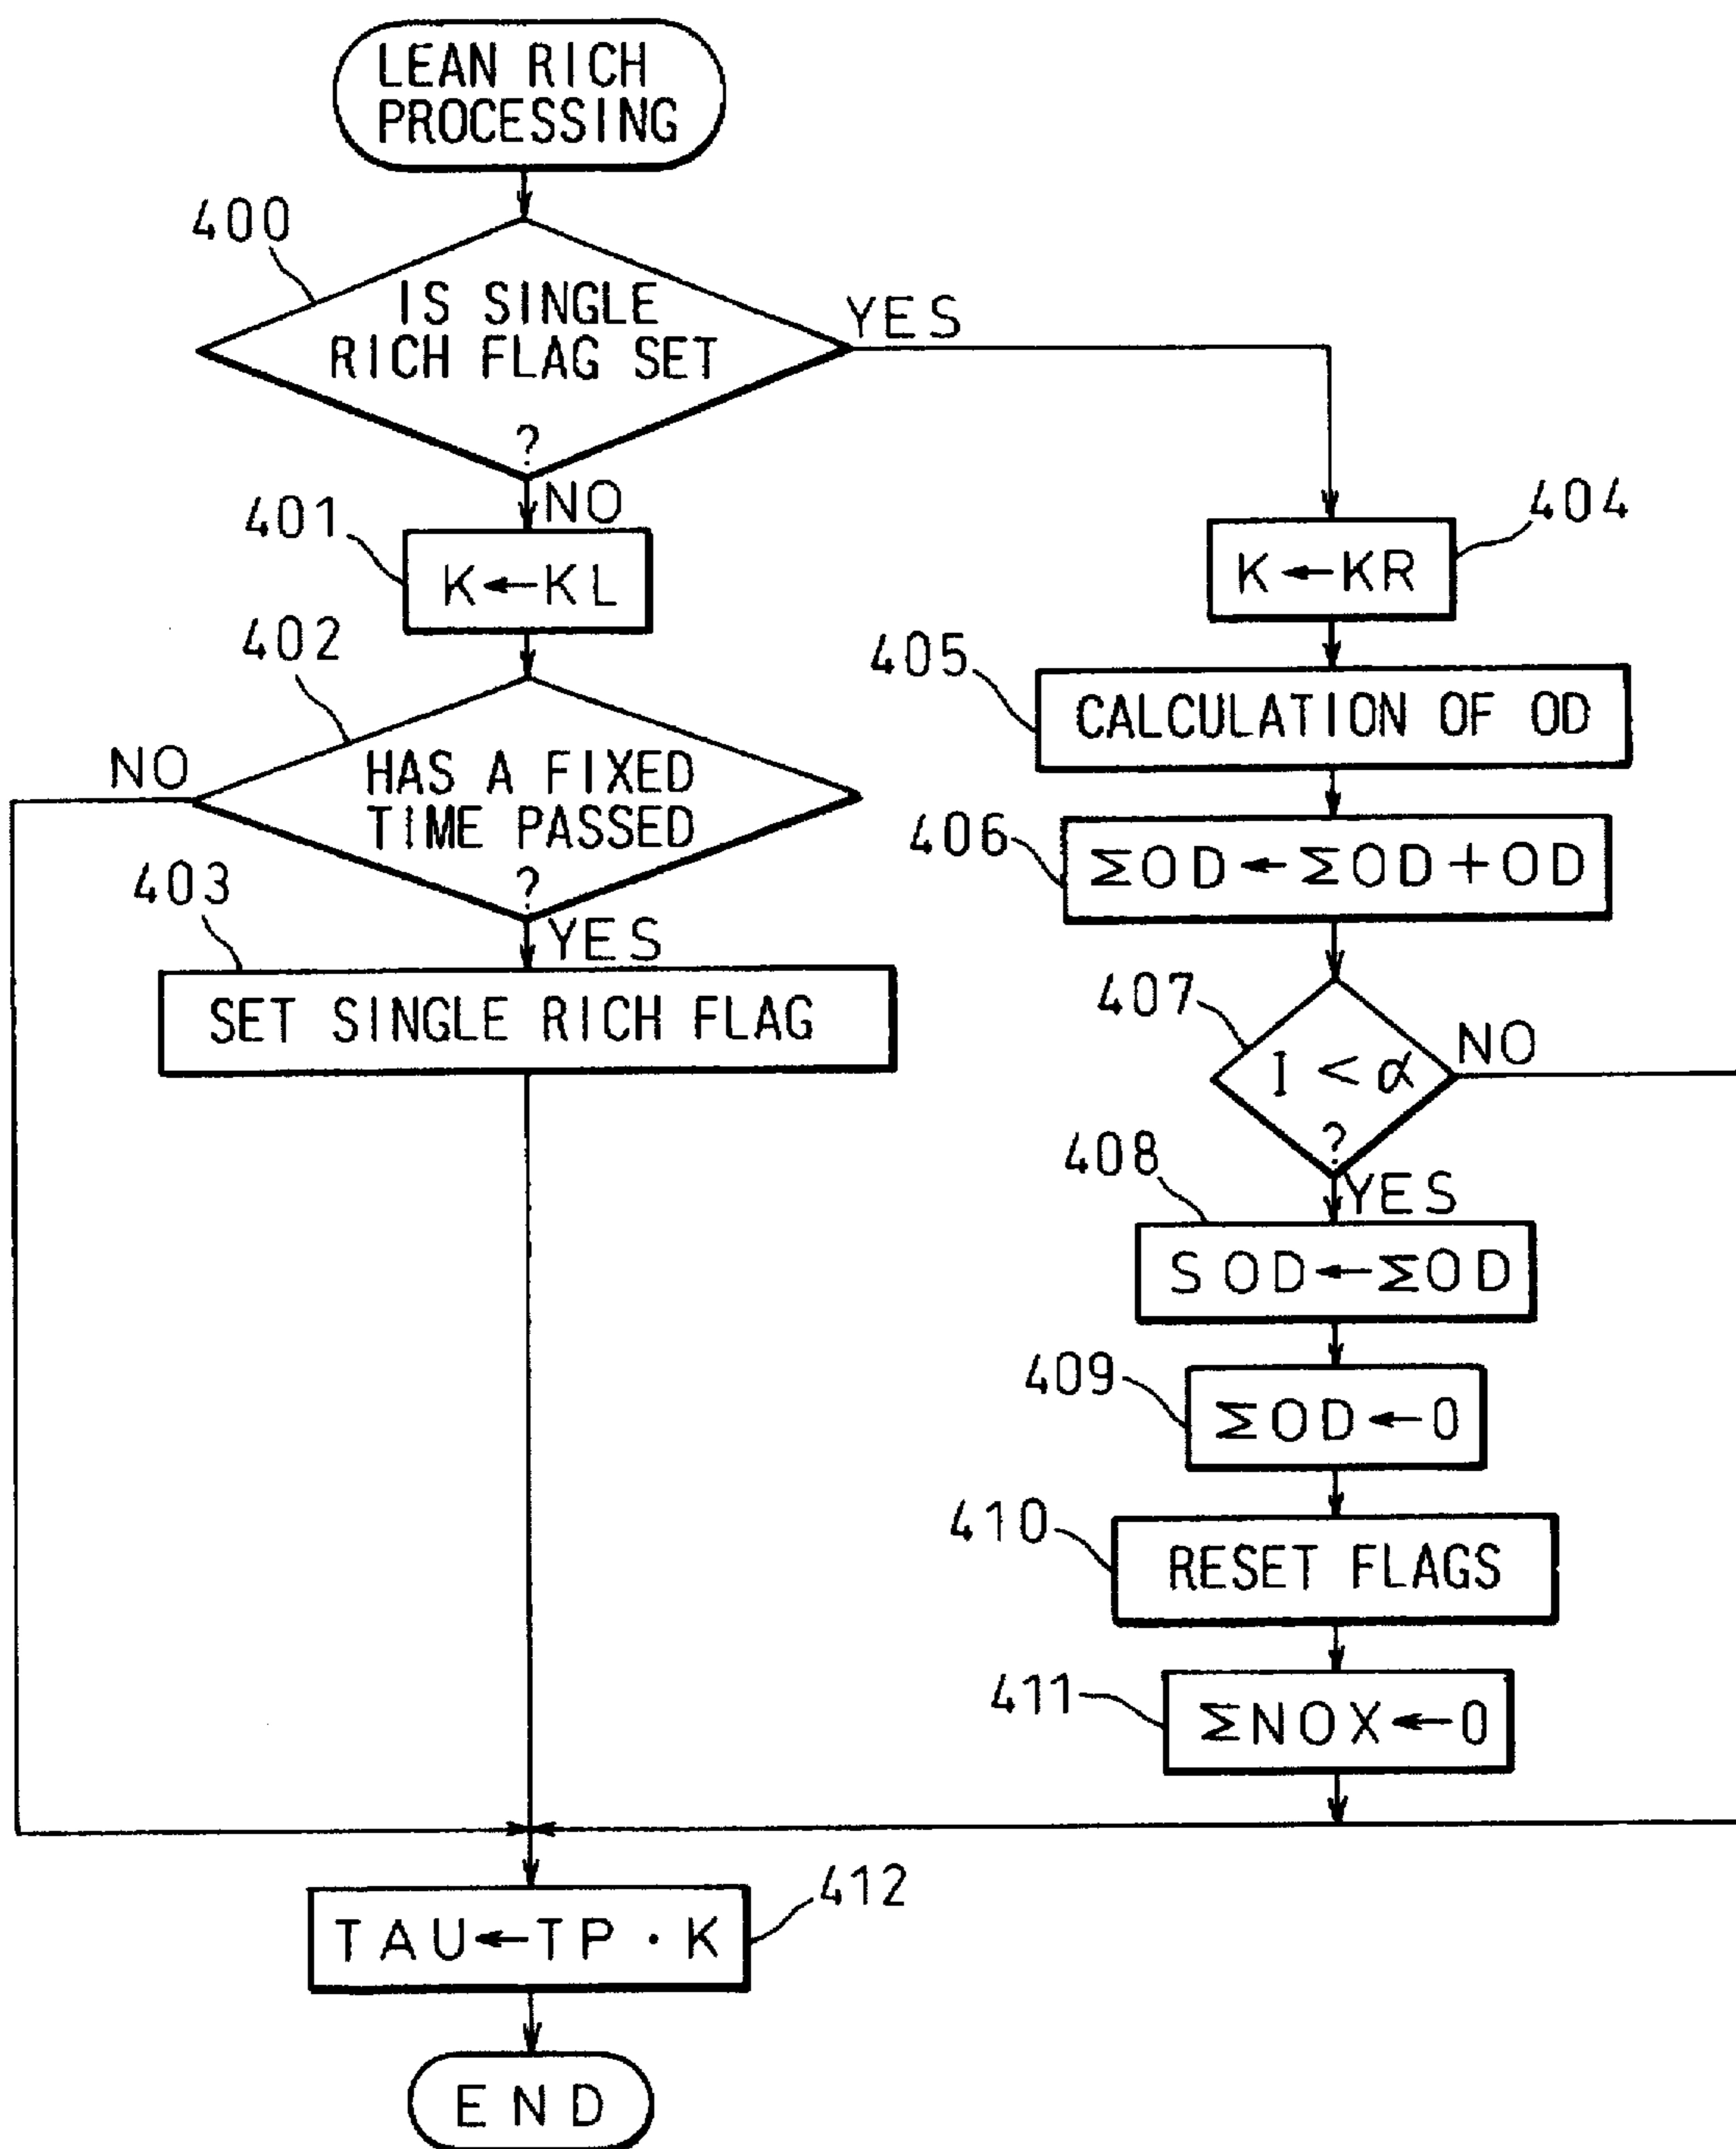 LEAN RICH
PROCESSING
400
IS SINGLE
RICH FLAG SET
?
YES
NO
401
K←KL
402
HAS A FIXED
TIME PASSED
?
NO
YES
403
SET SINGLE RICH FLAG
404
K←KR
405
CALCULATION OF OD
406
ΣOD←ΣOD+OD
407
I<α
?
NO
YES
408
SOD←ΣOD
409
ΣOD←0
410
RESET FLAGS
411
ΣNOX←0
412
TAU←TP·K
END